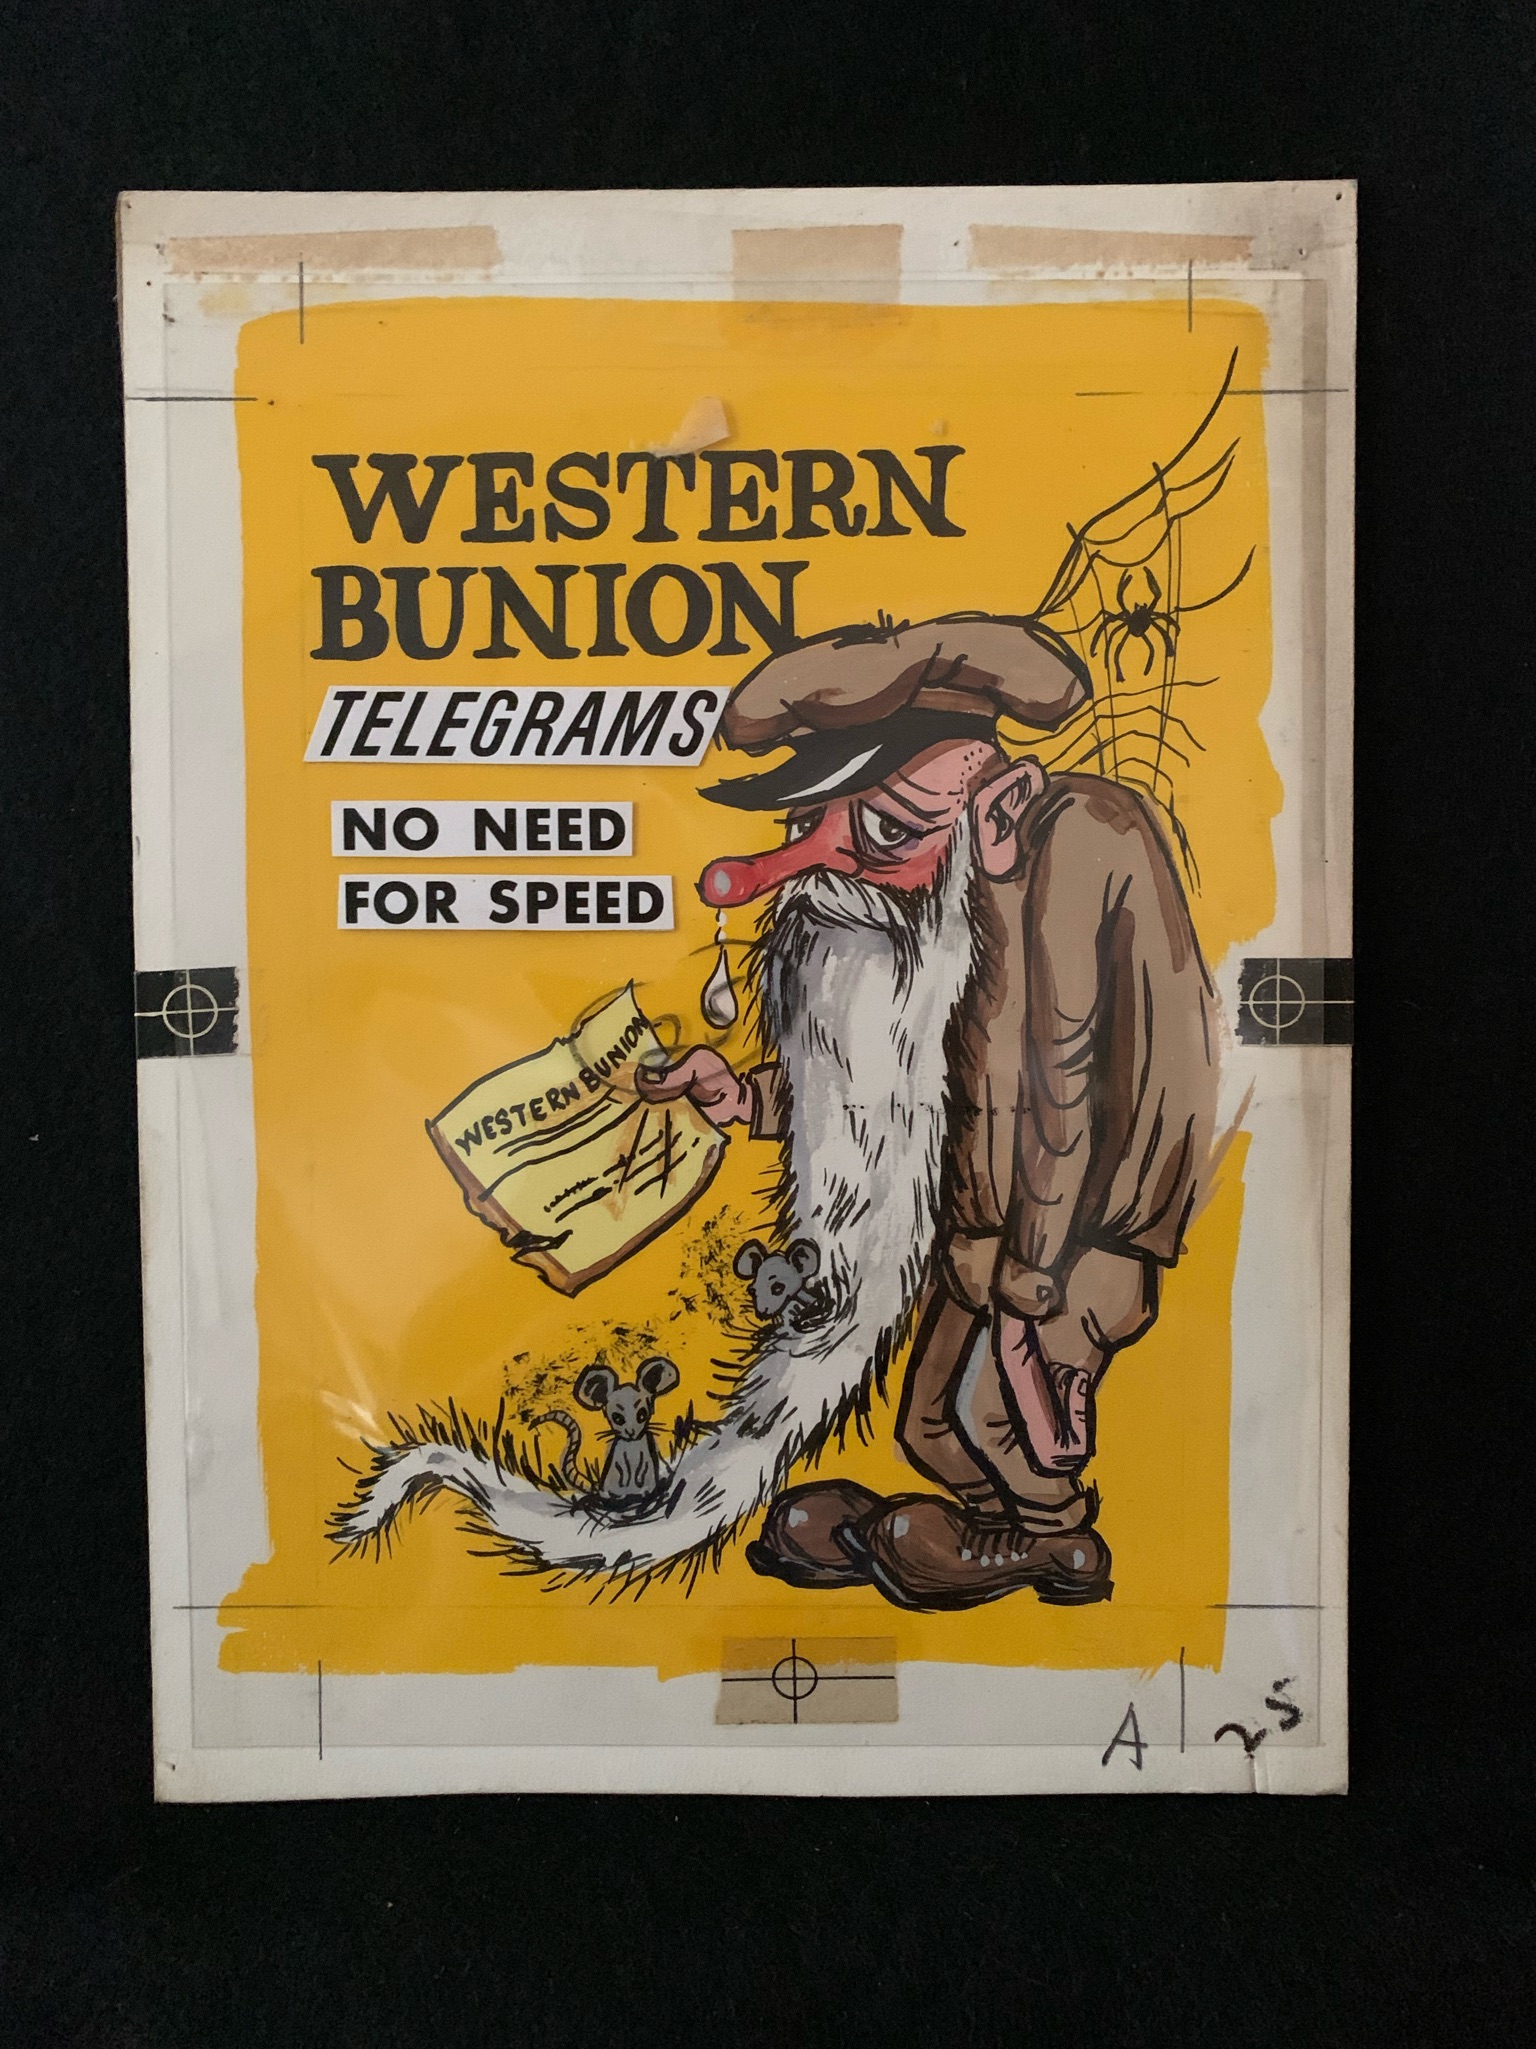 WESTERN
BUNION
TELEGRAMS
NO NEED
FOR SPEED
WESTERN BUNION
A
25